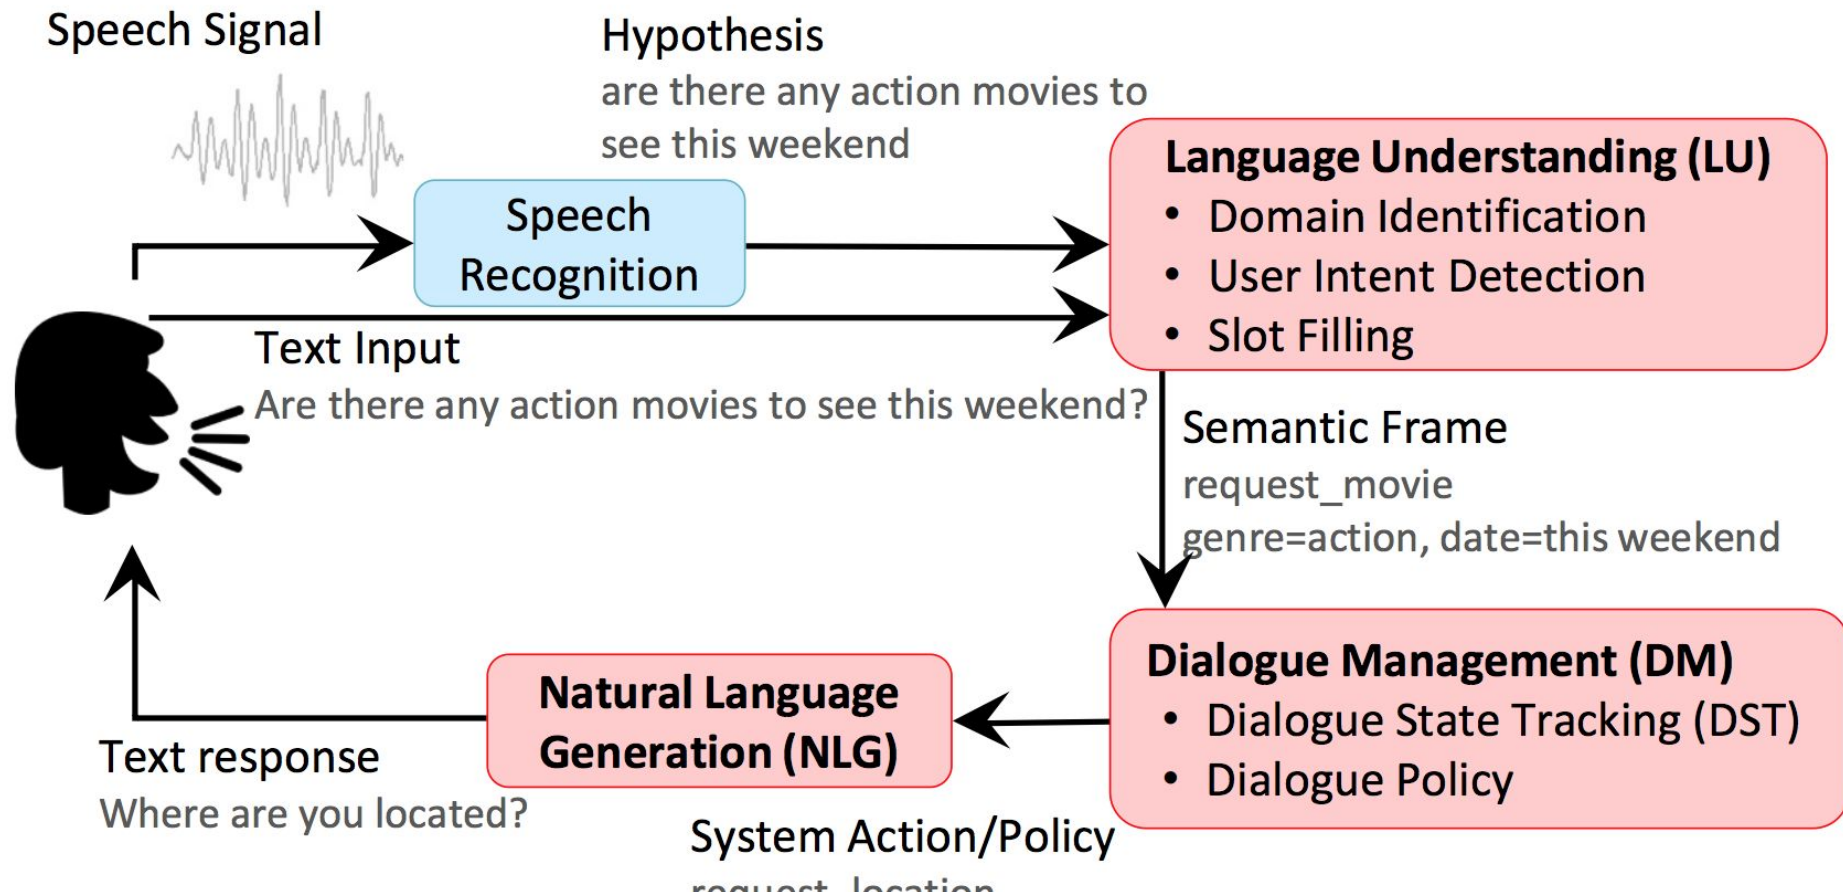 Speech Signal
Hypothesis
are there any action movies to
see this weekend
Speech
Recognition
Language Understanding (LU)
• Domain Identification
• User Intent Detection
• Slot Filling
Text Input
Are there any action movies to see this weekend?
Semantic Frame
request_movie
genre=action, date=this weekend
Dialogue Management (DM)
• Dialogue State Tracking (DST)
• Dialogue Policy
Natural Language
Generation (NLG)
Text response
Where are you located?
System Action/Policy
request_location